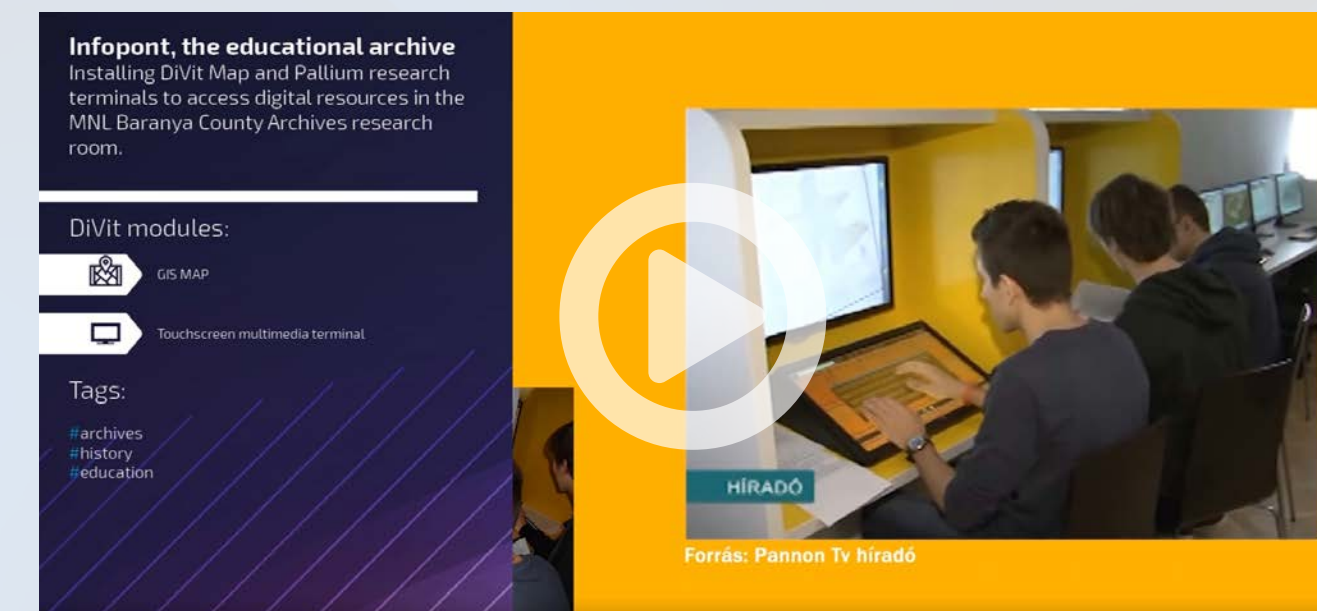 Infopont, the educational archive
Installing DiVit Map and Pallium research
terminals to access digital resources in the
MNL Baranya County Archives research
room.
DiVit modules:
GIS MAP
Touchscreen multimedia terminal
Tags:
#archives
#history
#education
HÍRADÓ
Forrás: Pannon Tv híradó